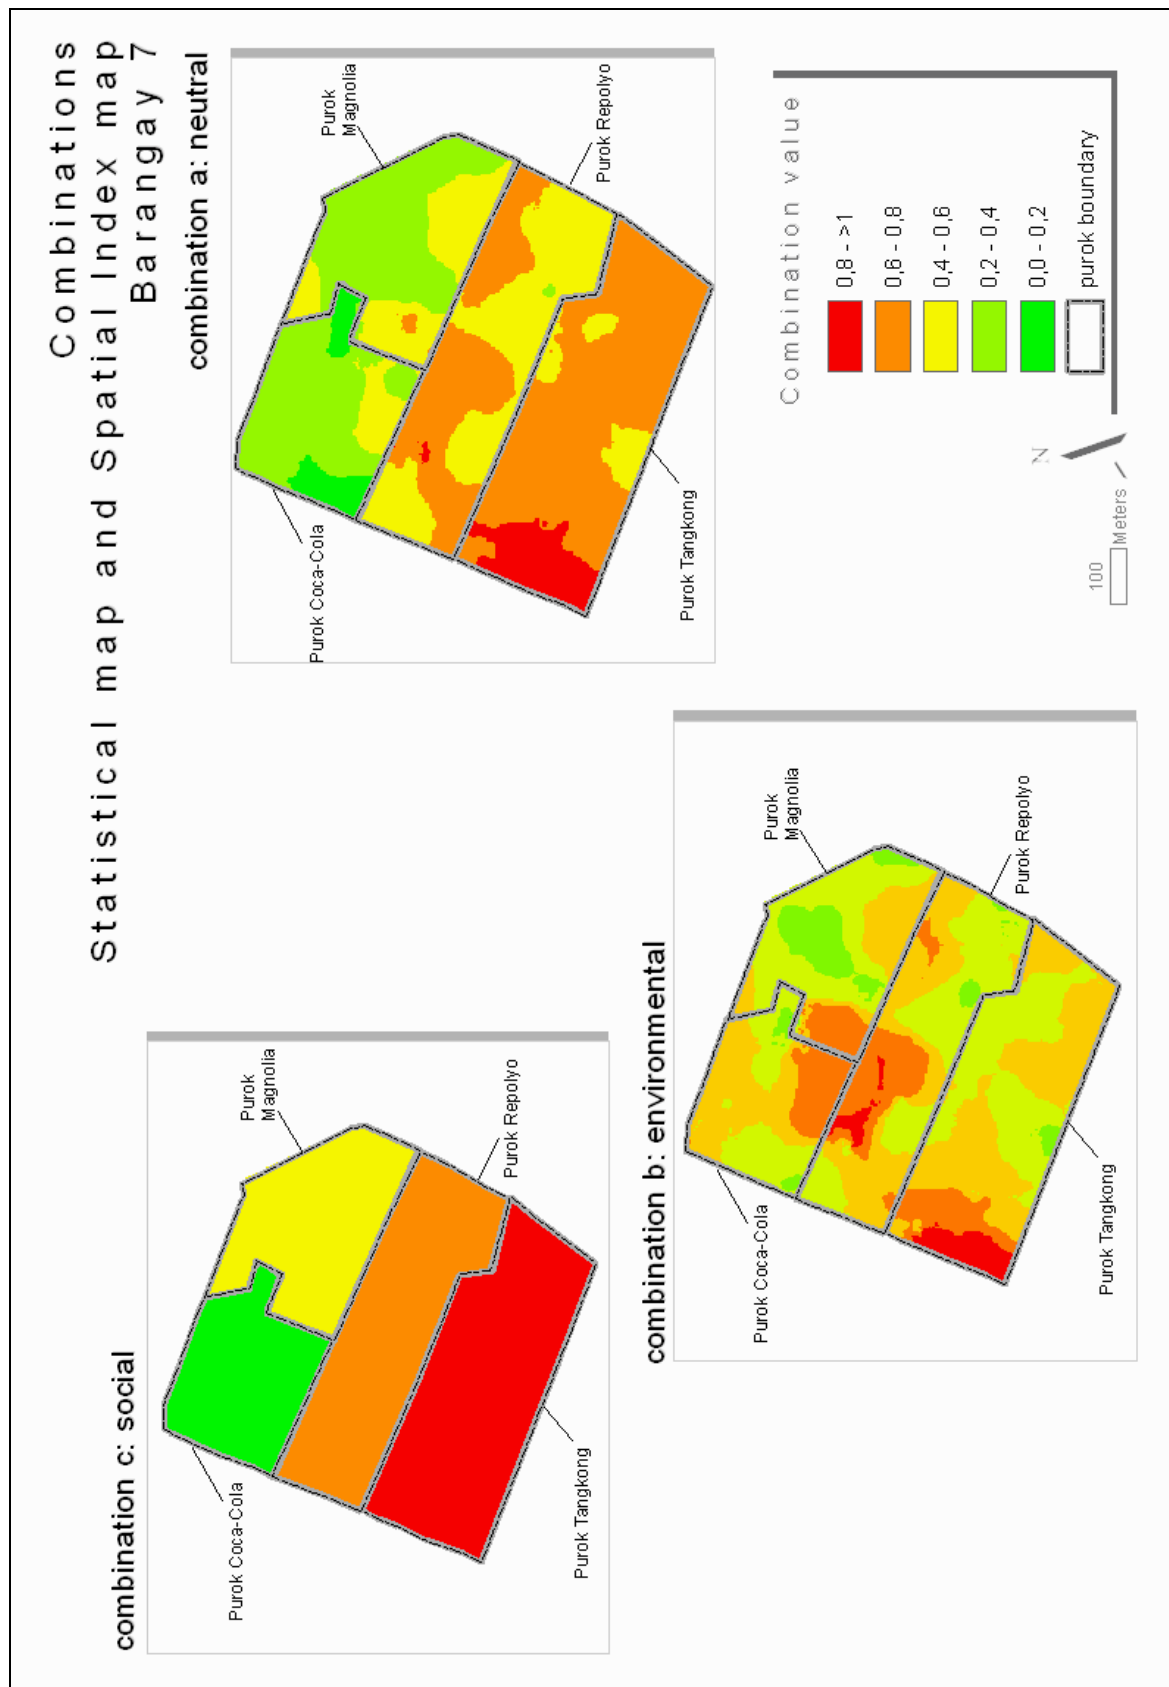 Combinations
Statistical map and Spatial Index map
Barangay 7
combination c: social
Purok
Magnolia
Purok Coca-Cola
Purok Repolyo
Purok Tangkong
combination a: neutral
Purok
Magnolia
Purok Coca-Cola
Purok Repolyo
Purok Tangkong
combination b: environmental
Purok
Magnolia
Purok Coca-Cola
Purok Repolyo
Purok Tangkong
Combination value
0,8 - >1
0,6 - 0,8
0,4 - 0,6
0,2 - 0,4
0,0 - 0,2
purok boundary
N
100
Meters